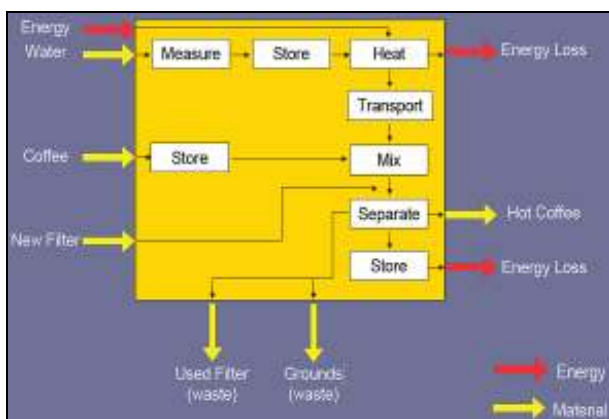 Energy
Water
Measure
Store
Heat
Energy Loss
Transport
Coffee
Store
Mix
New Filter
Separate
Hot Coffee
Store
Energy Loss
Used Filter
(waste)
Grounds
(waste)
Energy
Material